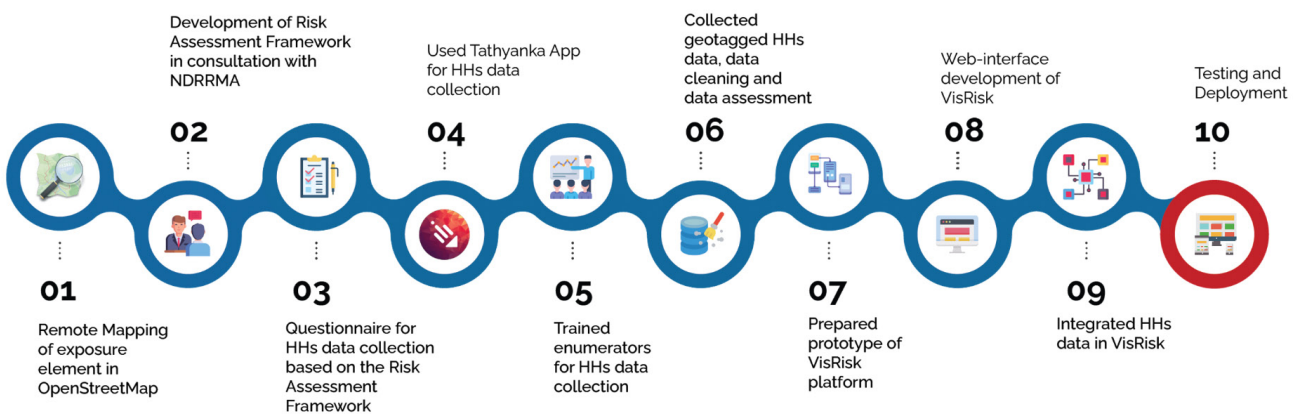 01
Remote Mapping
of exposure
element in
OpenStreetMap
Development of Risk
Assessment Framework
in consultation with
NDRRMA
02
03
Questionnaire for
HHs data collection
based on the Risk
Assessment
Framework
Used Tathyanka App
for HHs data
collection
04
05
Trained
enumerators
for HHs data
collection
Collected
geotagged HHs
data, data
cleaning and
data assessment
06
07
Prepared
prototype of
VisRisk
platform
Web-interface
development of
VisRisk
08
09
Integrated HHs
data in VisRisk
Testing and
Deployment
10